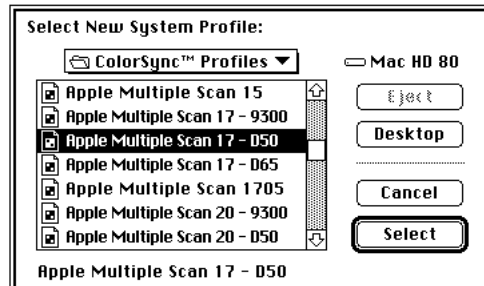 Select New System Profile:
ColorSync™ Profiles
Mac HD 80
Apple Multiple Scan 15
Apple Multiple Scan 17 - 9300
Apple Multiple Scan 17 - D50
Apple Multiple Scan 17 - D65
Apple Multiple Scan 1705
Apple Multiple Scan 20 - 9300
Apple Multiple Scan 20 - D50
Eject
Desktop
Cancel
Select
Apple Multiple Scan 17 - D50